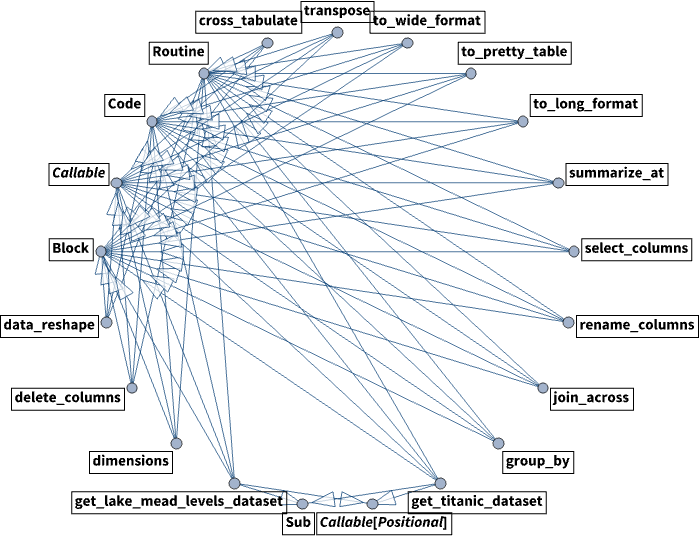 transpose
cross_tabulate
to_wide_format
Routine
to_pretty_table
Code
to_long_format
Callable
summarize_at
Block
select_columns
data_reshape
rename_columns
delete_columns
join_across
dimensions
group_by
get_lake_mead_levels_dataset
get_titanic_dataset
Sub
Callable[Positional]